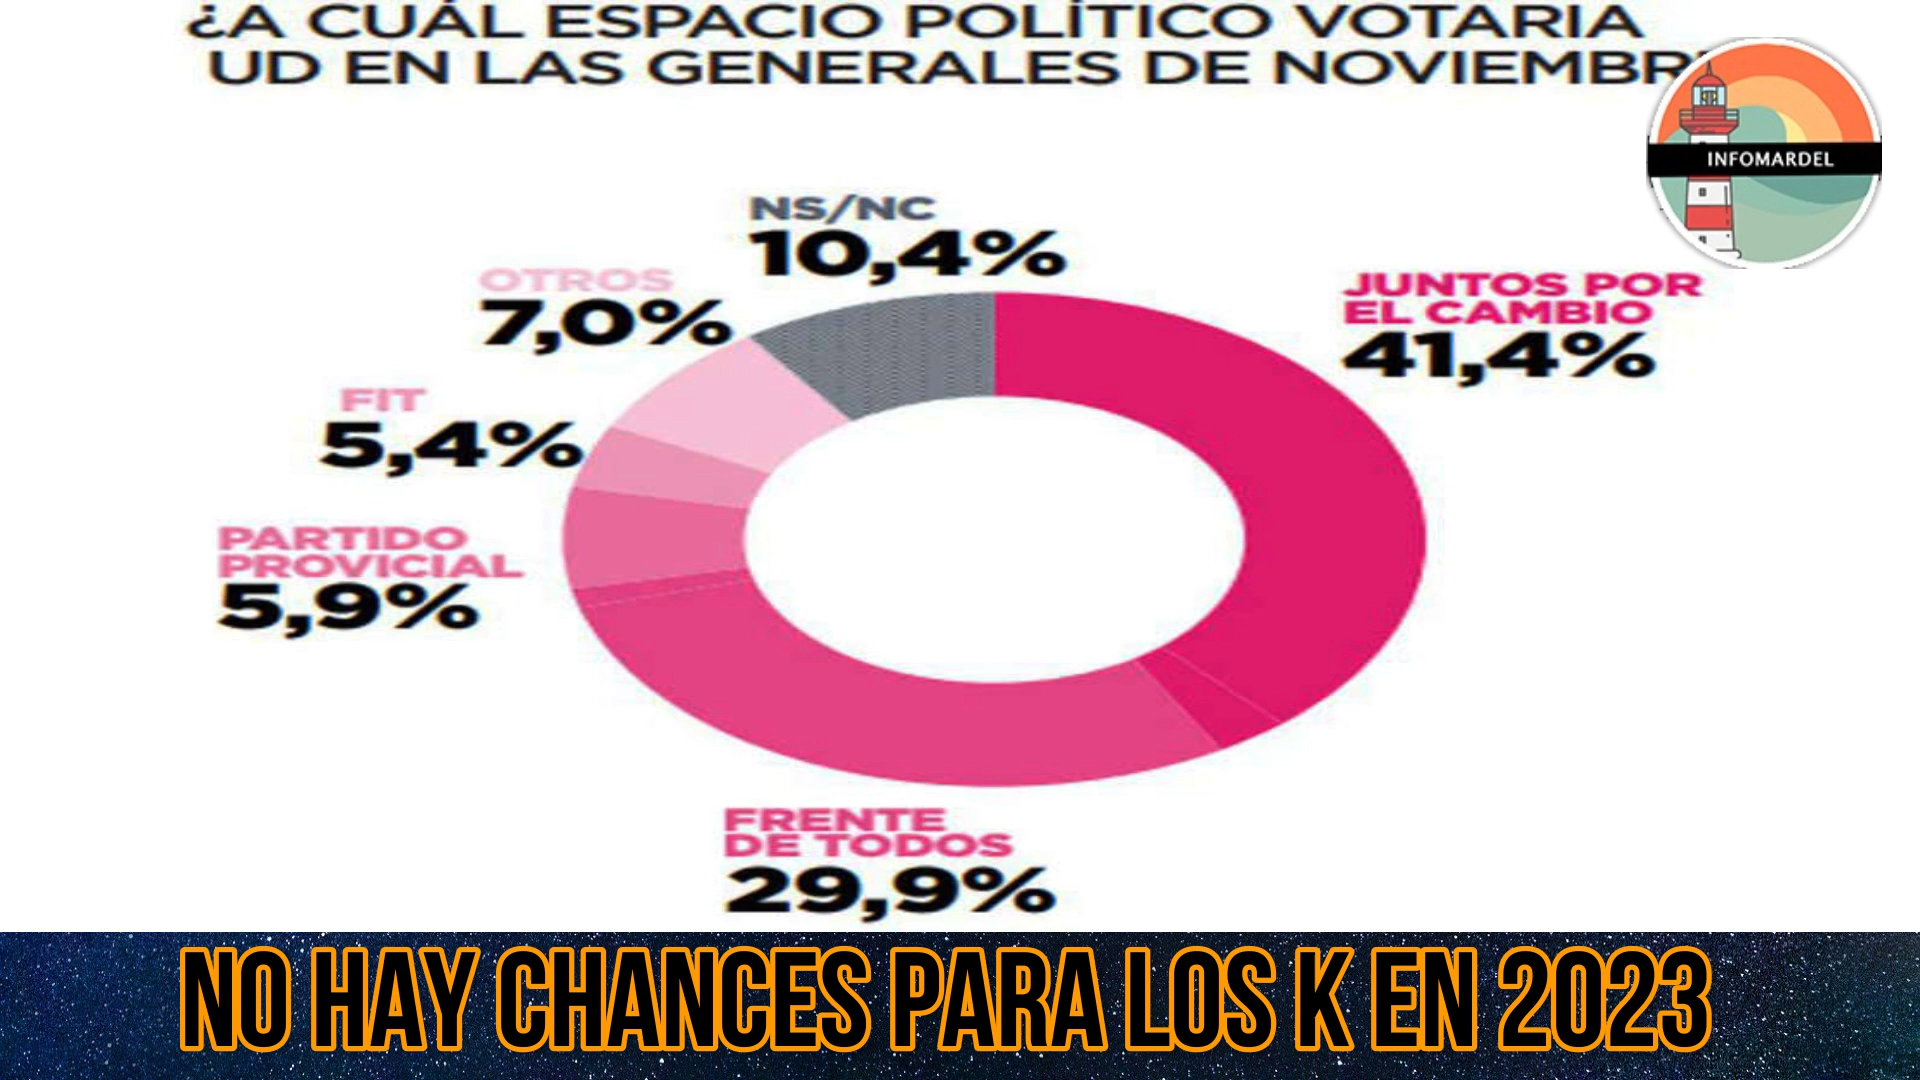 ¿A CUÁL ESPACIO POLÍTICO VOTARIA
UD EN LAS GENERALES DE NOVIEMBR
INFOMARDEL
NS/NC
10,4%
OTROS
7,0%
JUNTOS POR
EL CAMBIO
41,4%
FIT
5,4%
PARTIDO
PROVICIAL
5,9%
FRENTE
DE TODOS
29,9%
NO HAY CHANCES PARA LOS K EN 2023